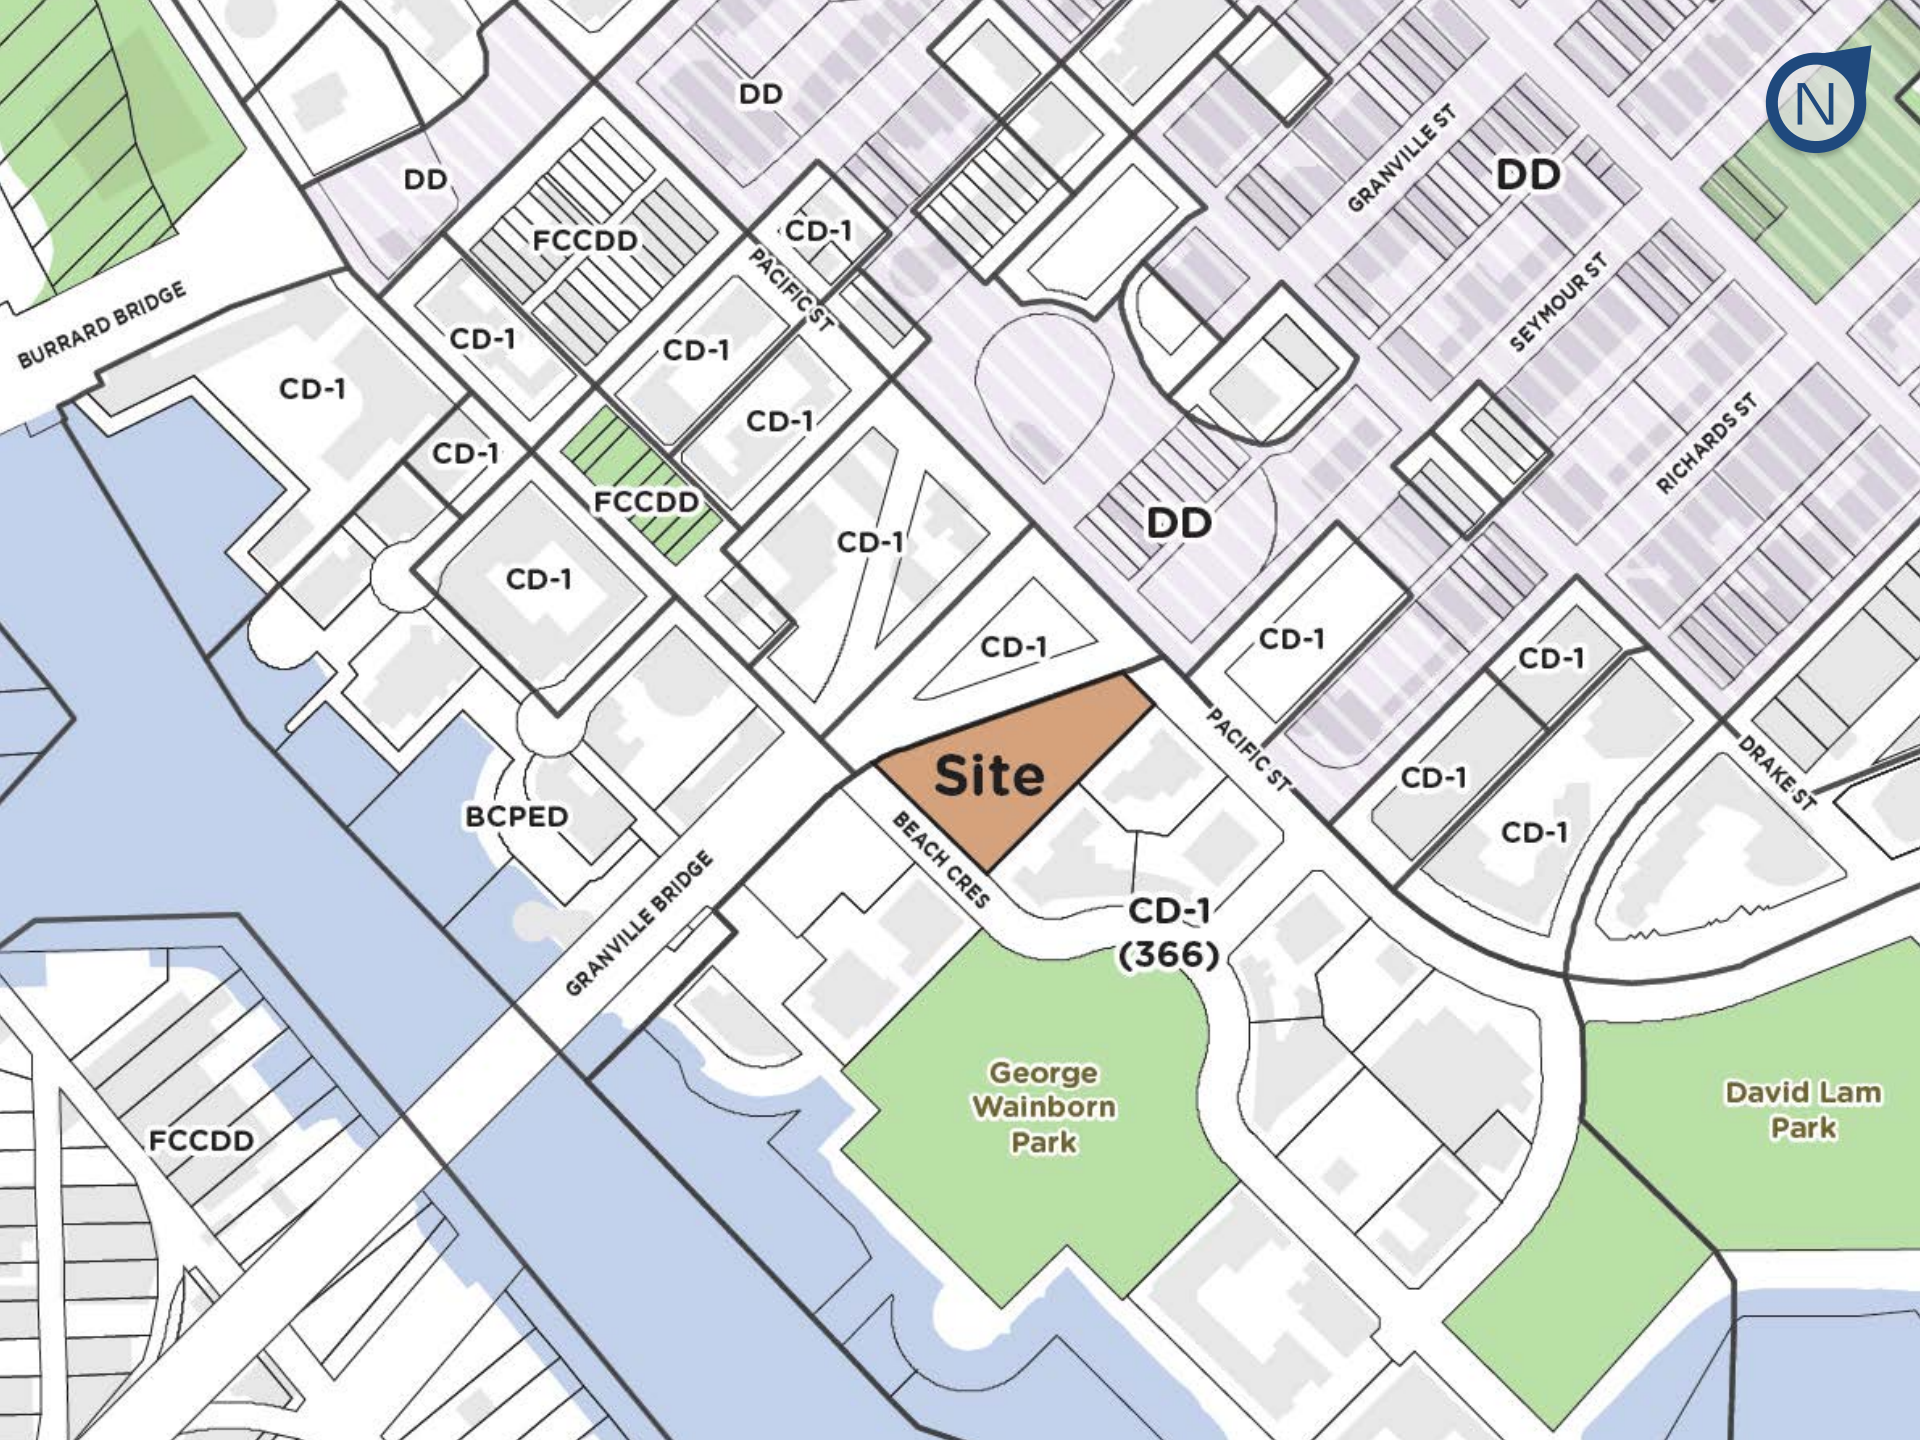 N
DD
GRANVILLE ST
DD
DD
FCCDD
CD-1
PACIFIC ST
SEYMOUR ST
BURRARD BRIDGE
CD-1
CD-1
CD-1
CD-1
RICHARDS ST
CD-1
FCCDD
DD
CD-1
CD-1
CD-1
CD-1
CD-1
PACIFIC ST
Site
CD-1
DRAKE ST
BCPED
CD-1
BEACH CRES
GRANVILLE BRIDGE
CD-1
(366)
George
Wainborn
Park
David Lam
Park
FCCDD